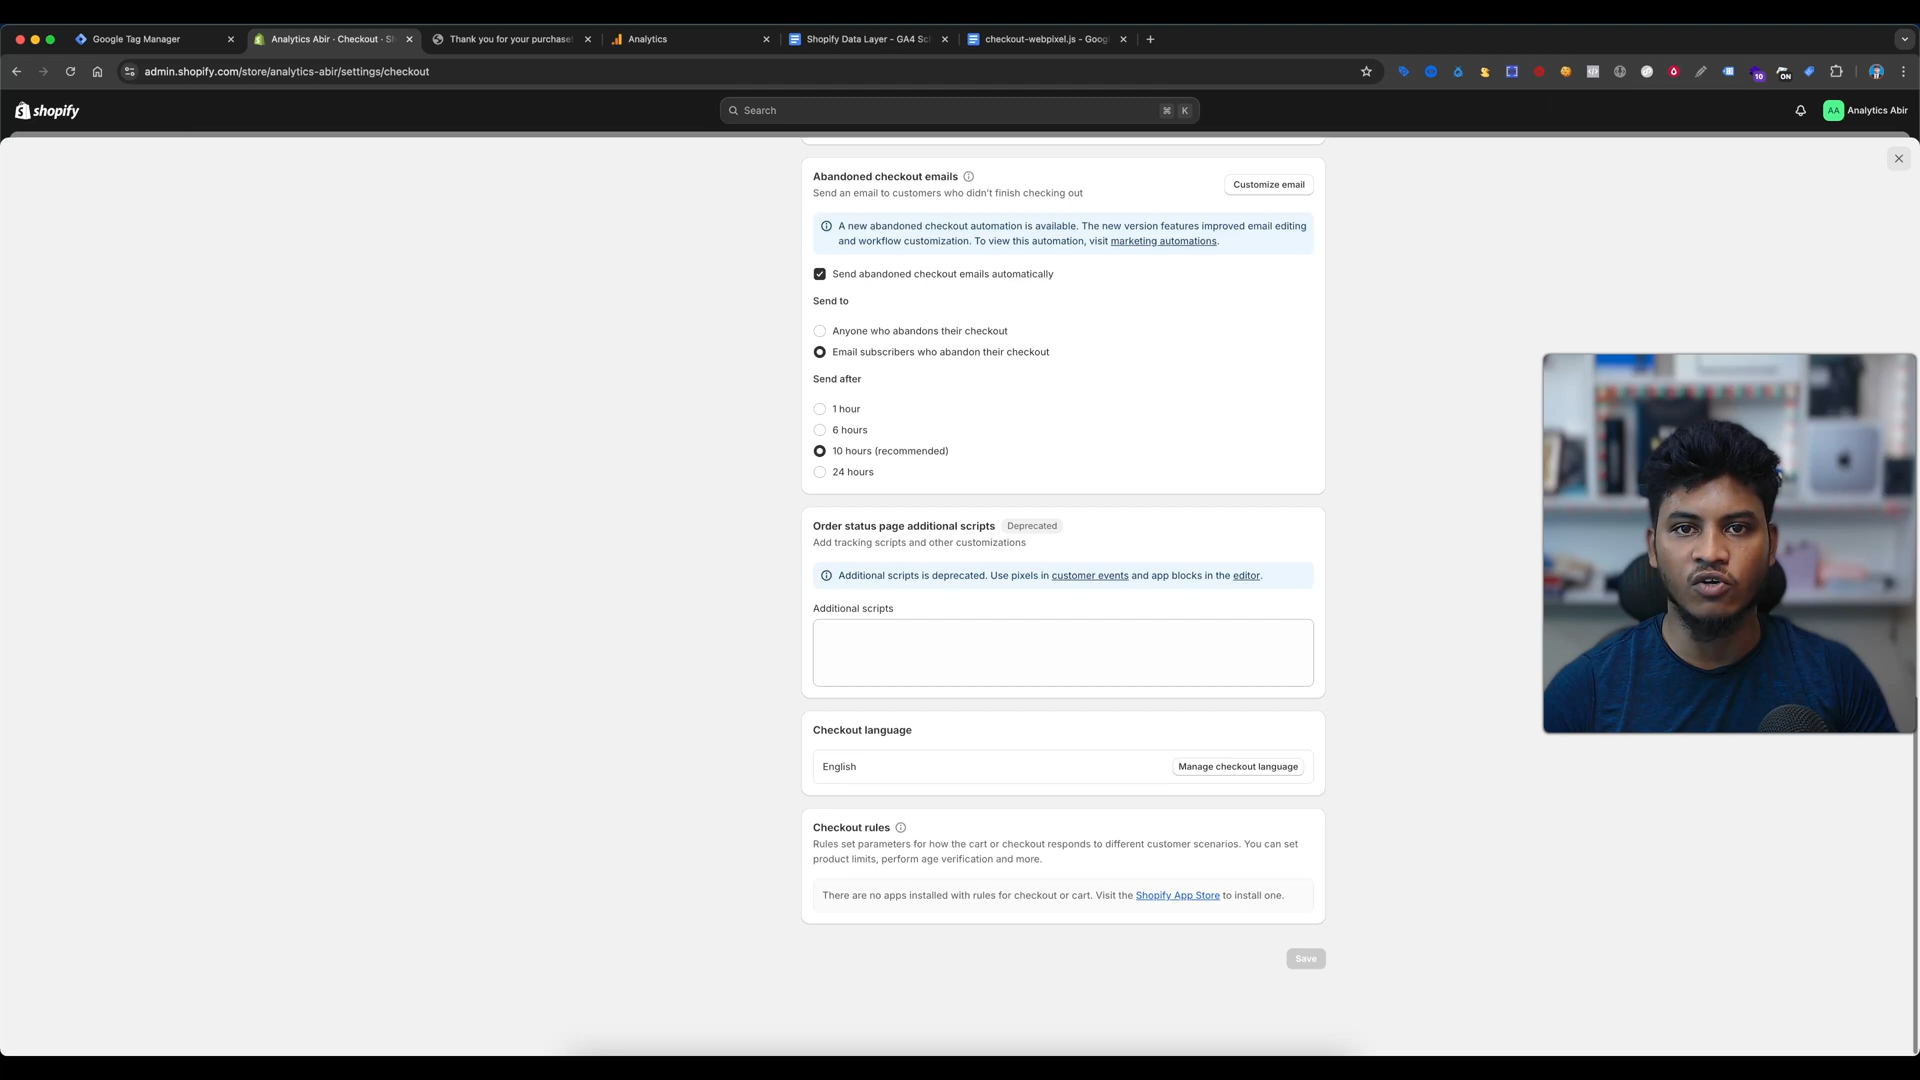 Google Tag Manager
Analytics Abir · Checkout · S
Thank you for your purchase
Analytics
Shopify Data Layer - GA4 Sc
checkout-webpixel.js - Goog
admin.shopify.com/store/analytics-abir/settings/checkout
10
ON
shopify
Search
⌘ K
AA
Analytics Abir
Abandoned checkout emails
Send an email to customers who didn't finish checking out
Customize email
A new abandoned checkout automation is available. The new version features improved email editing
and workflow customization. To view this automation, visit marketing automations.
Send abandoned checkout emails automatically
Send to
Anyone who abandons their checkout
Email subscribers who abandon their checkout
Send after
1 hour
6 hours
10 hours (recommended)
24 hours
Order status page additional scripts Deprecated
Add tracking scripts and other customizations
Additional scripts is deprecated. Use pixels in customer events and app blocks in the editor.
Additional scripts
Checkout language
English
Manage checkout language
Checkout rules
Rules set parameters for how the cart or checkout responds to different customer scenarios. You can set
product limits, perform age verification and more.
There are no apps installed with rules for checkout or cart. Visit the Shopify App Store to install one.
Save